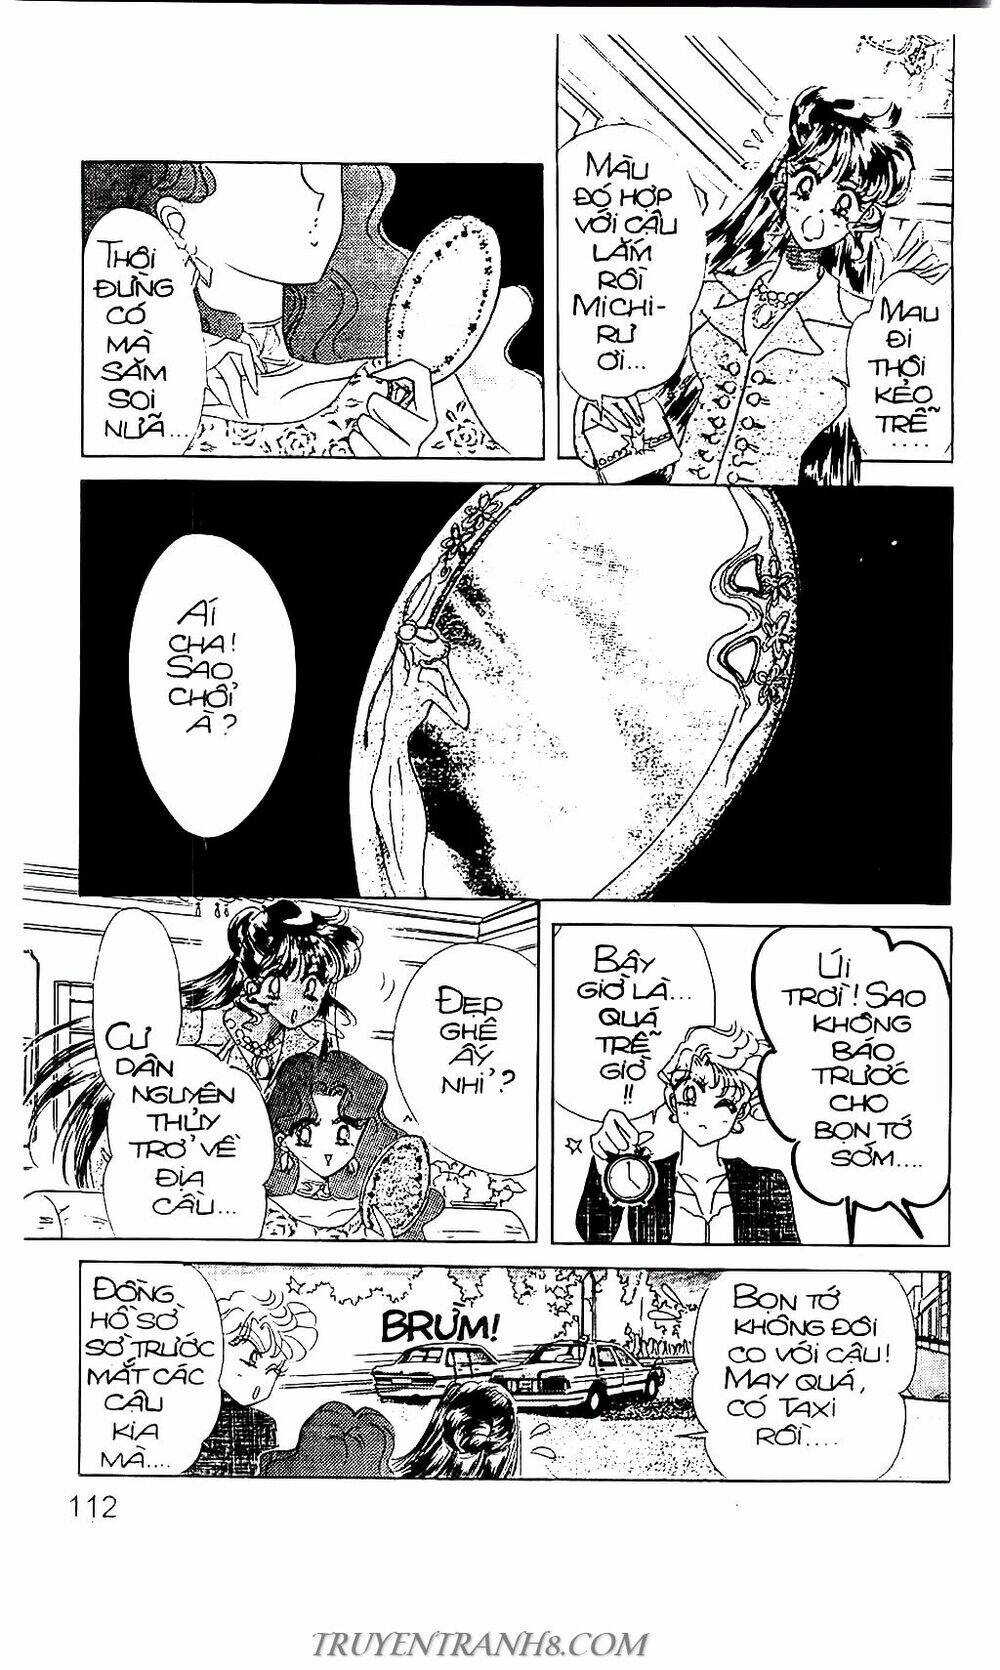 MÀU
ĐÓ HỢP
VỚI CẬU
LẮM
RỒI
MICHI-
RƯ
ƠI...
MAU
ĐI
THÔI
KẺO
TRỄ
....
THÔI
ĐỪNG
CÓ
MÀ
SĂM
SOI
NỮA...
ÁI
CHA!
SAO
CHỔI
À?
ĐẸP
GHÊ
ẤY
NHỈ?
CƯ
DÂN
NGUYÊN
THỦY
TRỞ VỀ
ĐỊA
CẦU...
ÚI
TRỜI! SAO
KHÔNG
BÁO
TRƯỚC
CHO
BỌN TỚ
SỚM....
BÂY
GIỜ LÀ...
QUÁ
TRỄ
GIỜ
!!
BỌN TỚ
KHÔNG ĐÔI
CO VỚI CẬU!
MAY QUÁ,
CÓ TAXI
RỒI....
BRƯM!
ĐỒNG
HỒ SỜ
SỜ TRƯỚC
MẮT CÁC
CẬU
KIA
MÀ....
112
TRUYENTRANH8.COM